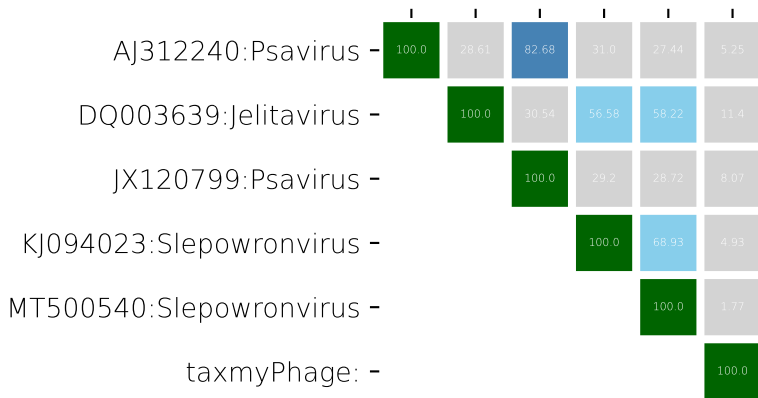 AJ312240:Psavirus 100.0 28.61 82.68 31.0 27.44 5.25
DQ003639:Jelitavirus 100.0 30.54 56.58 58.22 11.4
JX120799:Psavirus 100.0 29.2 28.72 8.07
KJ094023:Slepowronvirus 100.0 68.93 4.93
MT500540:Slepowronvirus 100.0 1.77
taxmyPhage: 100.0